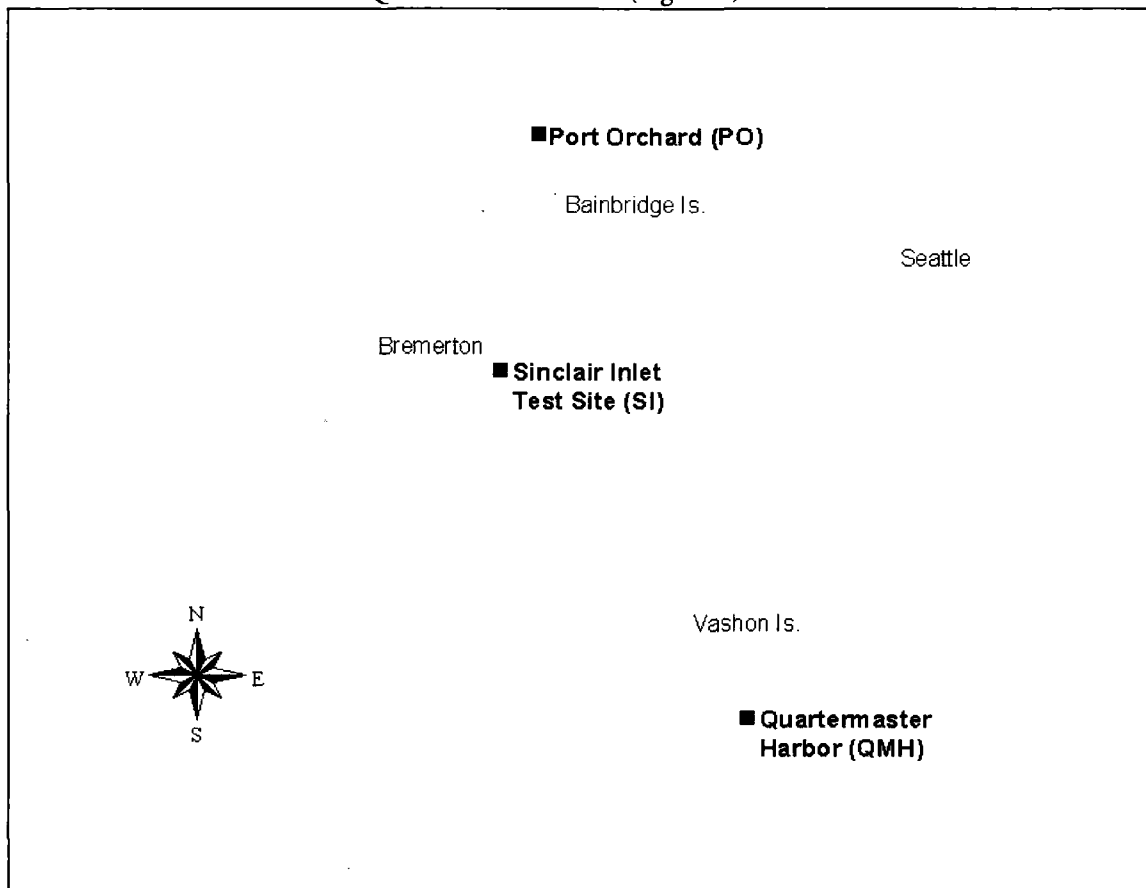 Port Orchard (PO)
Bainbridge Is.
Seattle
Bremerton
Sinclair Inlet
Test Site (SI)
N
W E
S
Vashon Is.
Quartermaster
Harbor (QMH)